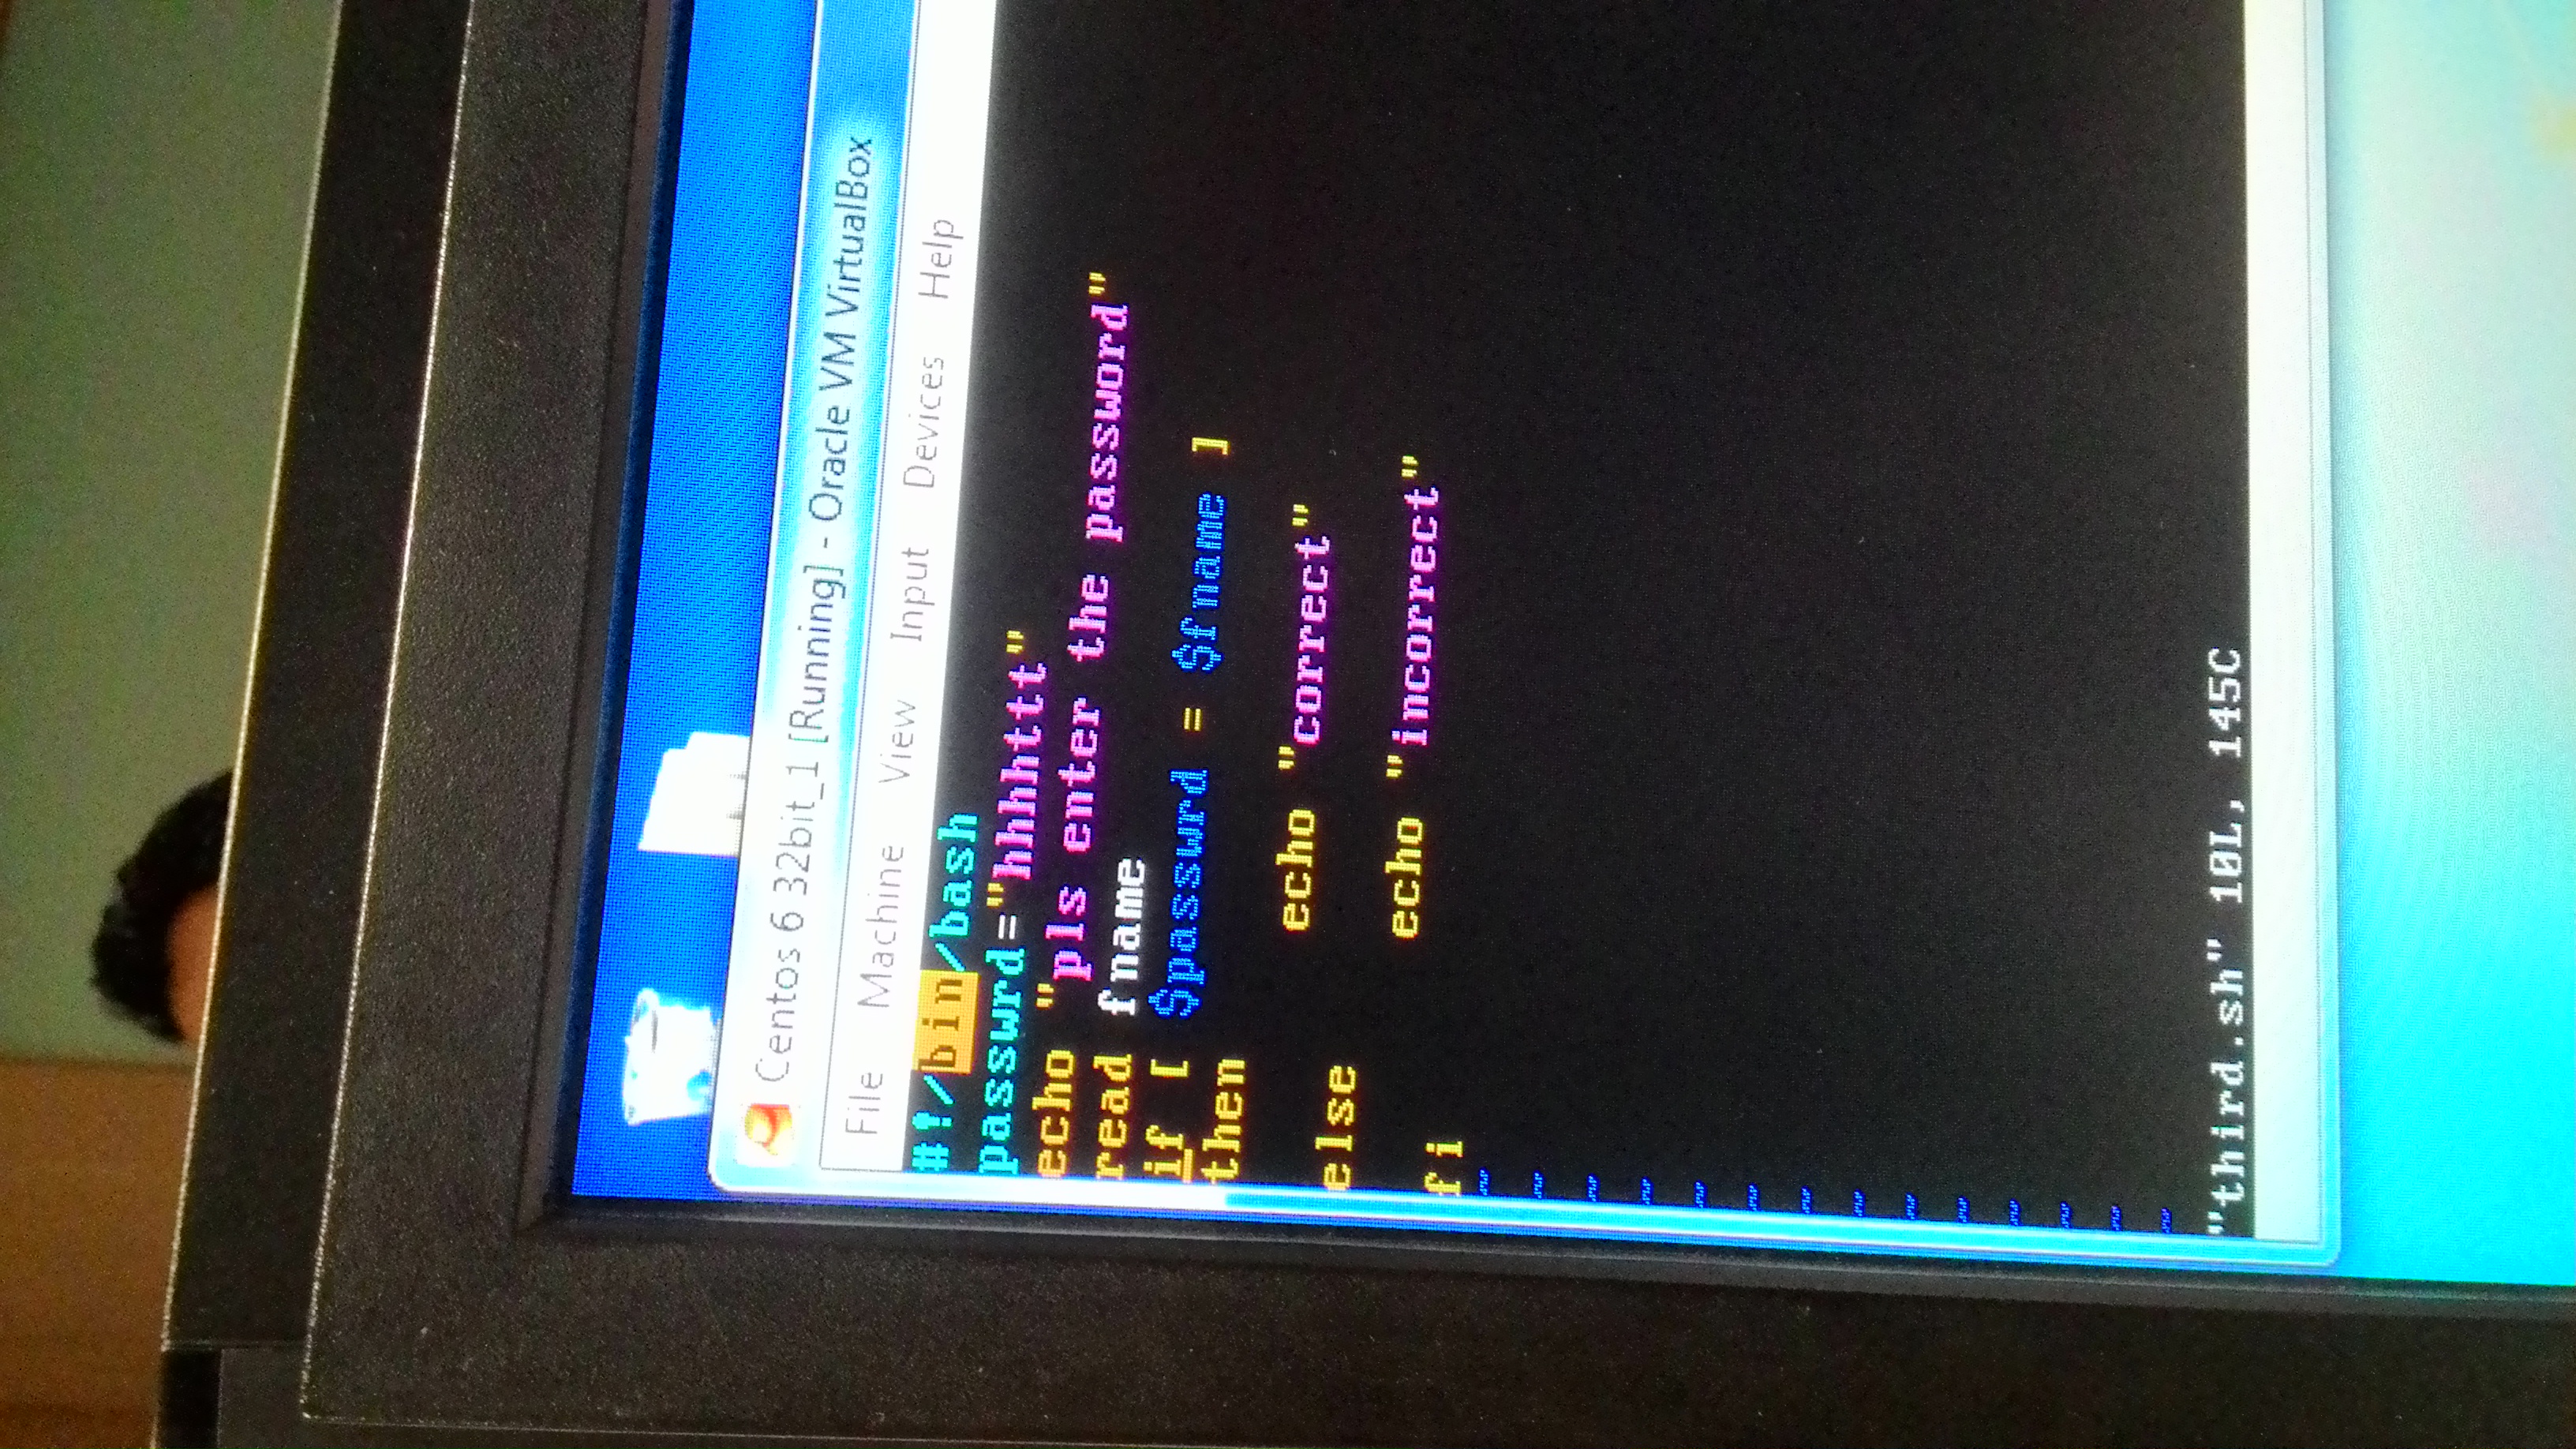 Centos 6 32bit_1 [Running] - Oracle VM VirtualBox
File Machine View Input Devices Help
#!/bin/bash
passwrd="hhhhttt"
echo "pls enter the password"
read fname
if [ $passwrd = $fname ]
then
        echo "correct"
else
        echo "incorrect"
fi
~
~
~
~
~
~
~
~
~
~
~
~
~
~
"third.sh" 10L, 145C